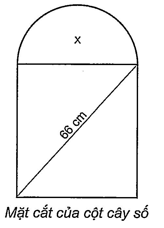 x
66 cm
Mặt cắt của cột cây số